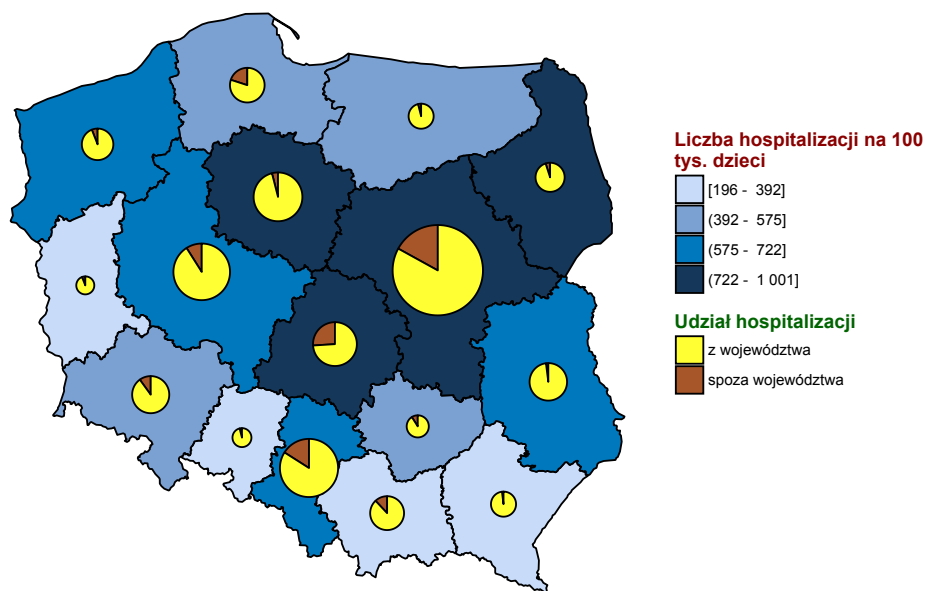 Liczba hospitalizacji na 100
tys. dzieci
[196 - 392]
(392 - 575]
(575 - 722]
(722 - 1 001]
Udział hospitalizacji
z województwa
spoza województwa